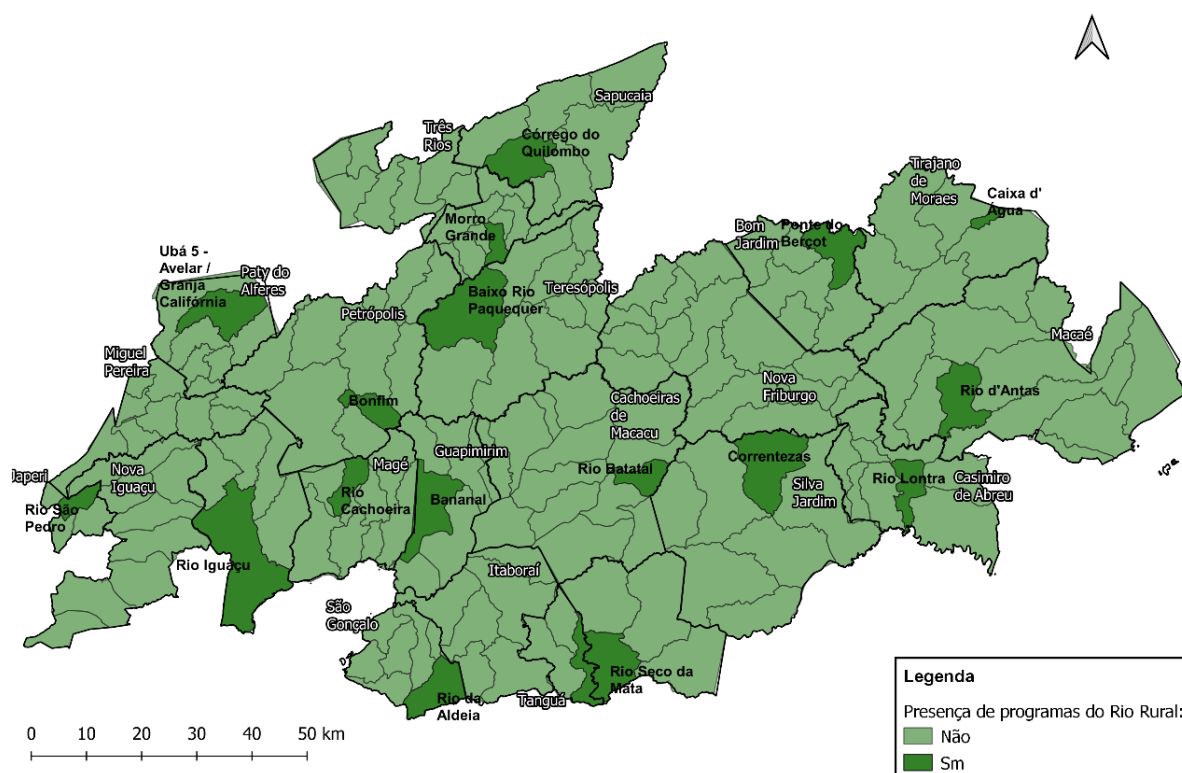 Sapucaia
Três
Rios
Córrego do
Quilombo
Trajano
de
Moraes
Caixa d'
Água
Morro
Grande
Bom
Jardim
Ponte do
Berçot
Ubá 5 -
Avelar /
Granja
Califórnia
Paty do
Alferes
Baixo Rio
Paquequer
Teresópolis
Petrópolis
Macaé
Miguel
Pereira
Nova
Friburgo
Rio d'Antas
Bonfim
Cachoeiras
de
Macacu
Guapimirim
Correntezas
Magé
Rio Batatal
Japeri
Nova
Iguaçu
Rio
Cachoeira
Bananal
Silva
Jardim
Rio Lontra
Casimiro
de Abreu
Rio São
Pedro
Rio Iguaçu
Itaboraí
São
Gonçalo
Rio Seco da
Mata
Rio da
Aldeia
Tanguá
Legenda
Presença de programas do Rio Rural:
Não
Sm
0 10 20 30 40 50 km